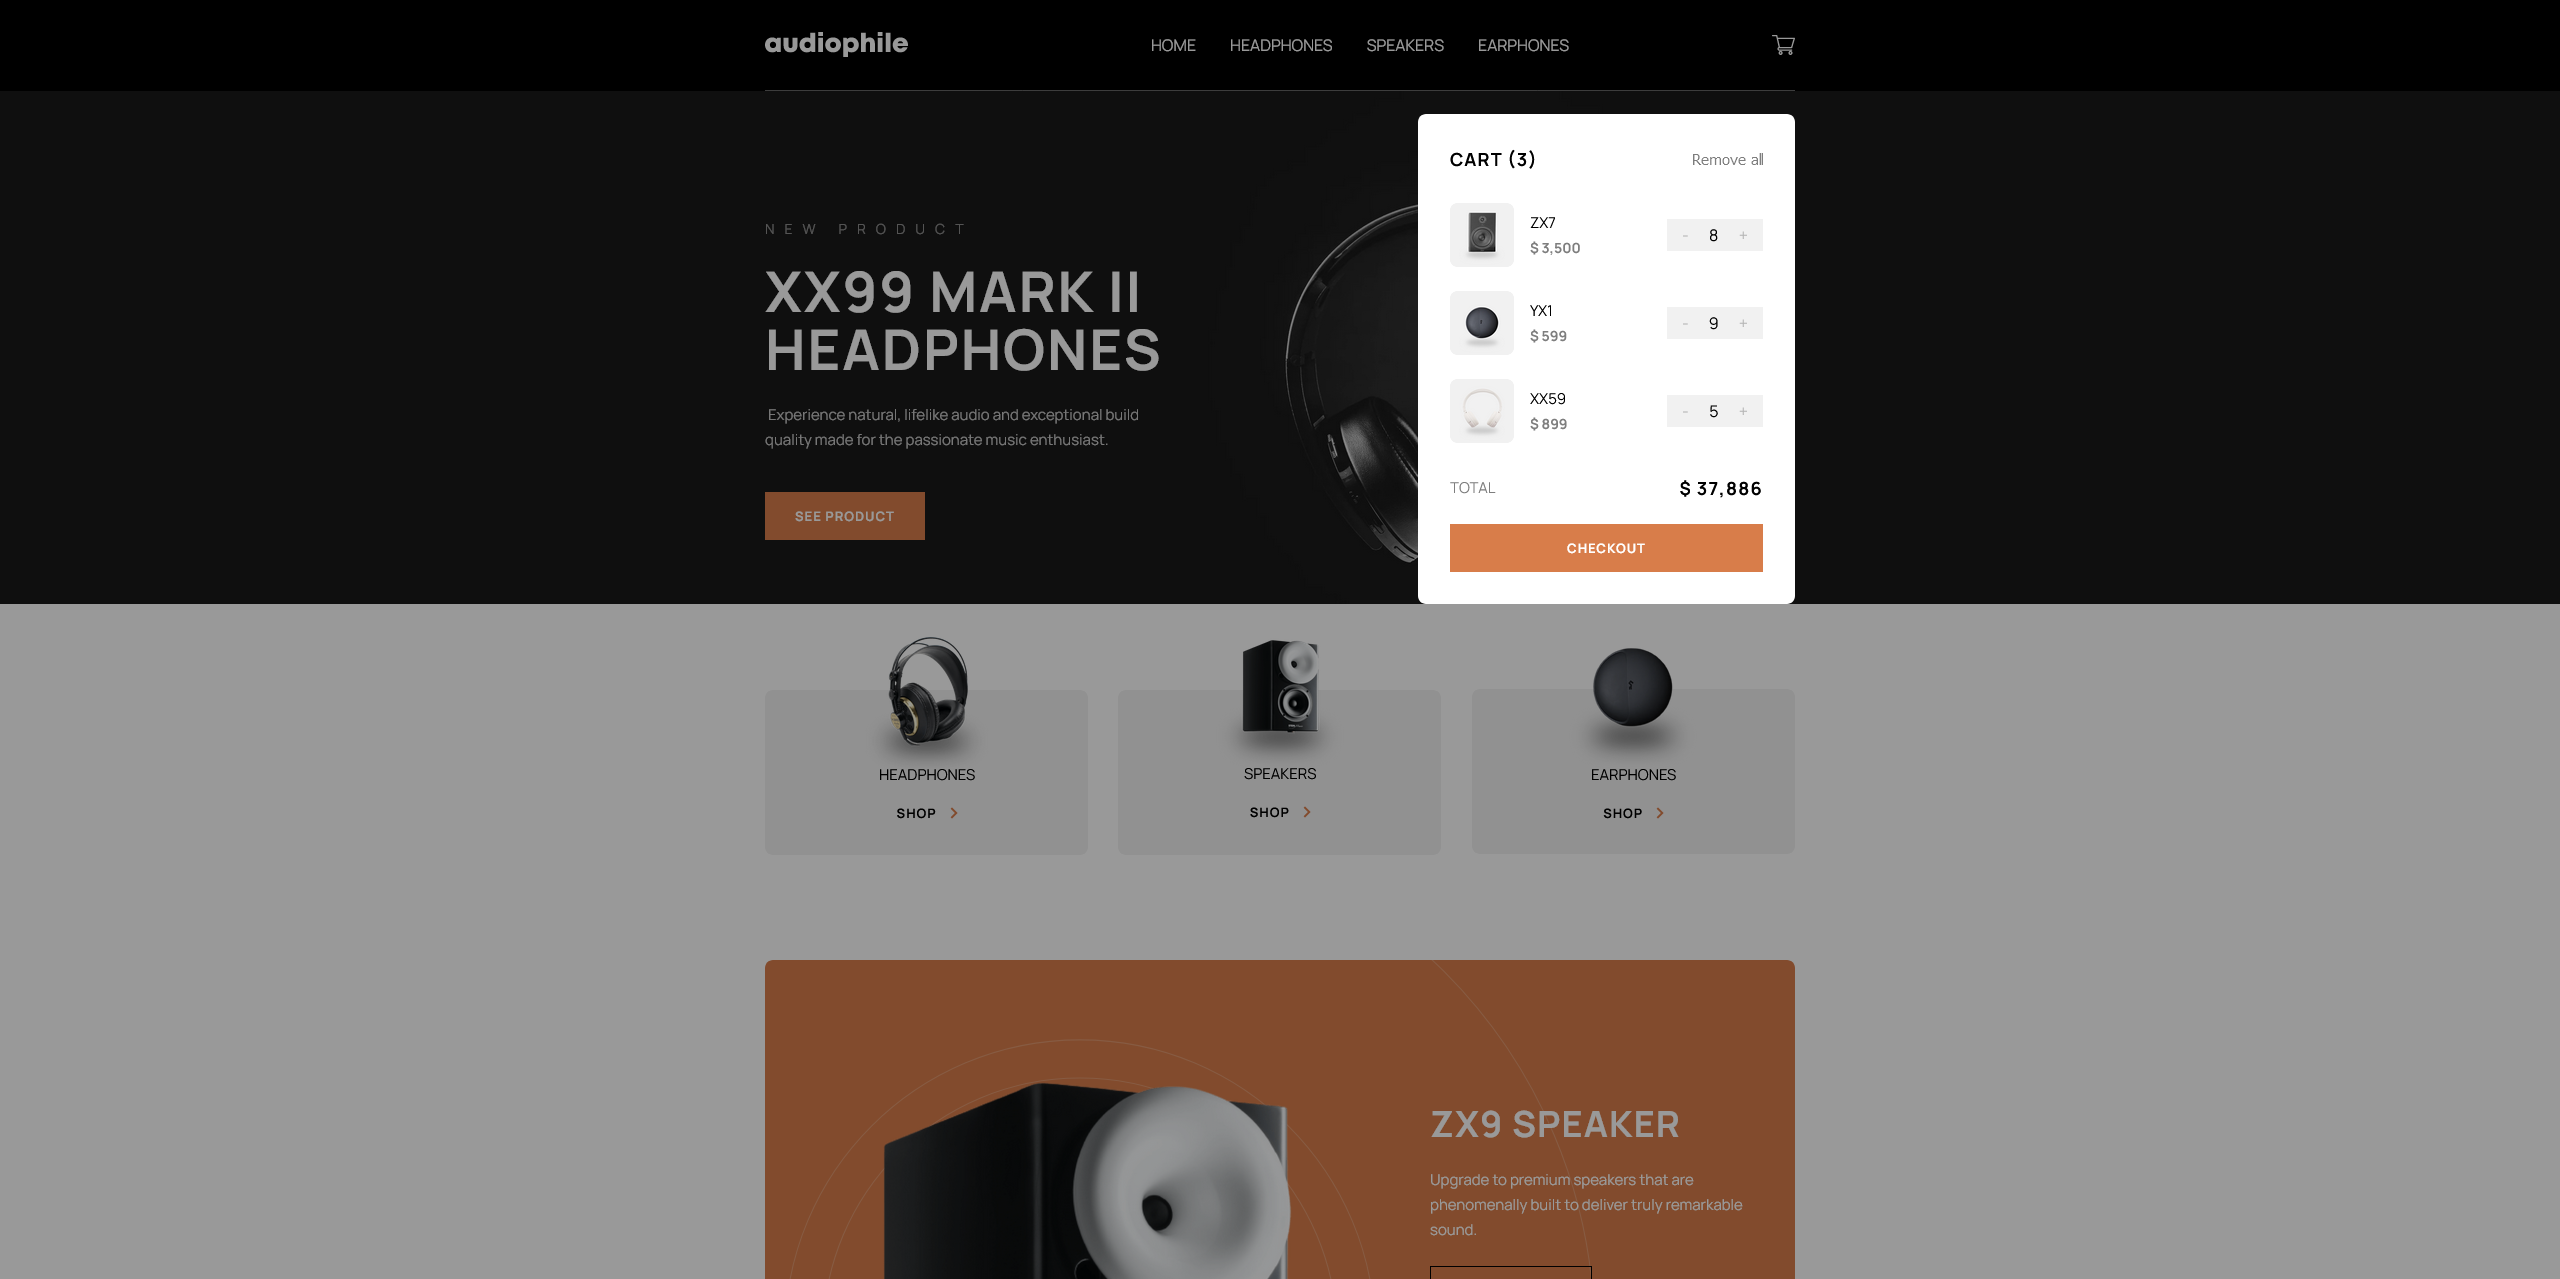 audiophile
HOME HEADPHONES SPEAKERS EARPHONES
CART (3) Remove all
ZX7
$ 3,500
- 8 +
YX1
$ 599
- 9 +
XX59
$ 899
- 5 +
TOTAL $ 37,886
CHECKOUT
NEW PRODUCT
XX99 MARK II
HEADPHONES
Experience natural, lifelike audio and exceptional build
quality made for the passionate music enthusiast.
SEE PRODUCT
HEADPHONES
SHOP
SPEAKERS
SHOP
EARPHONES
SHOP
ZX9 SPEAKER
Upgrade to premium speakers that are
phenomenally built to deliver truly remarkable
sound.